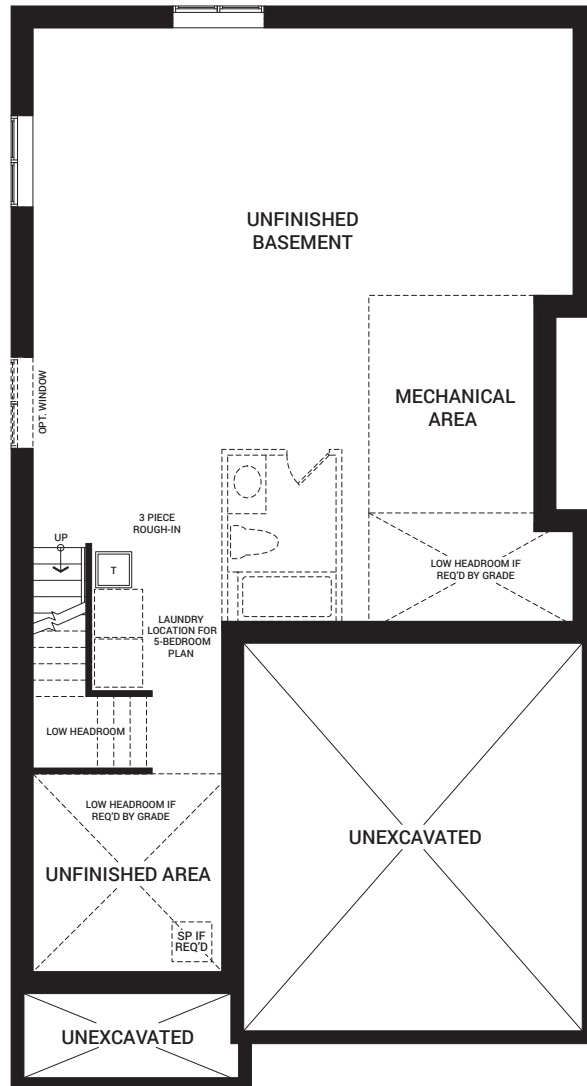 UNFINISHED
BASEMENT
MECHANICAL
AREA
OPT. WINDOW
3 PIECE
ROUGH-IN
UP
T
LOW HEADROOM IF
REQ'D BY GRADE
LAUNDRY
LOCATION FOR
5-BEDROOM
PLAN
LOW HEADROOM
LOW HEADROOM IF
REQ'D BY GRADE
UNEXCAVATED
UNFINISHED AREA
SP IF
REQ'D
UNEXCAVATED